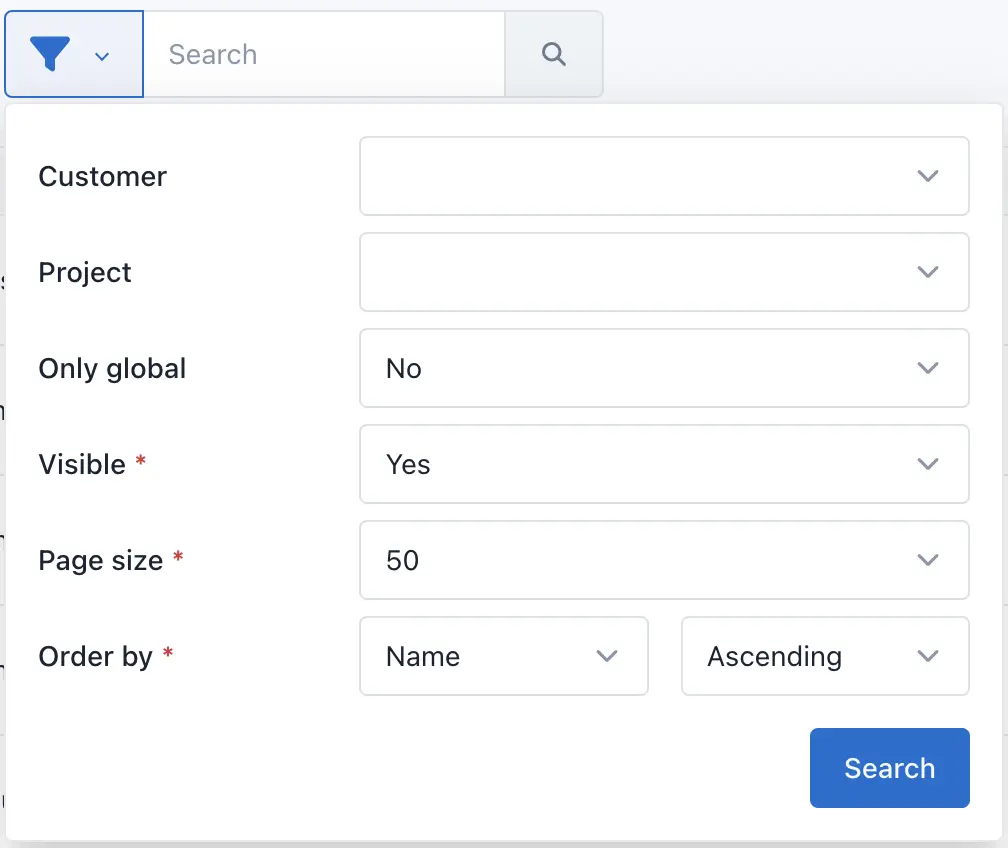 Search
Customer
Project
Only global No
Visible * Yes
Page size * 50
Order by * Name Ascending
Search